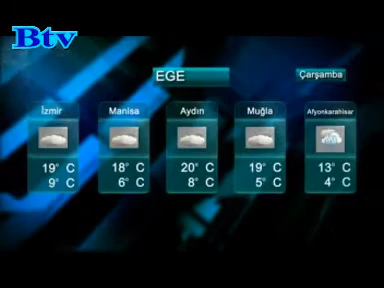 Btv
EGE
Çarşamba
İzmir
19° C
9° C
Manisa
18° C
6° C
Aydın
20° C
8° C
Muğla
19° C
5° C
Afyonkarahisar
13° C
4° C